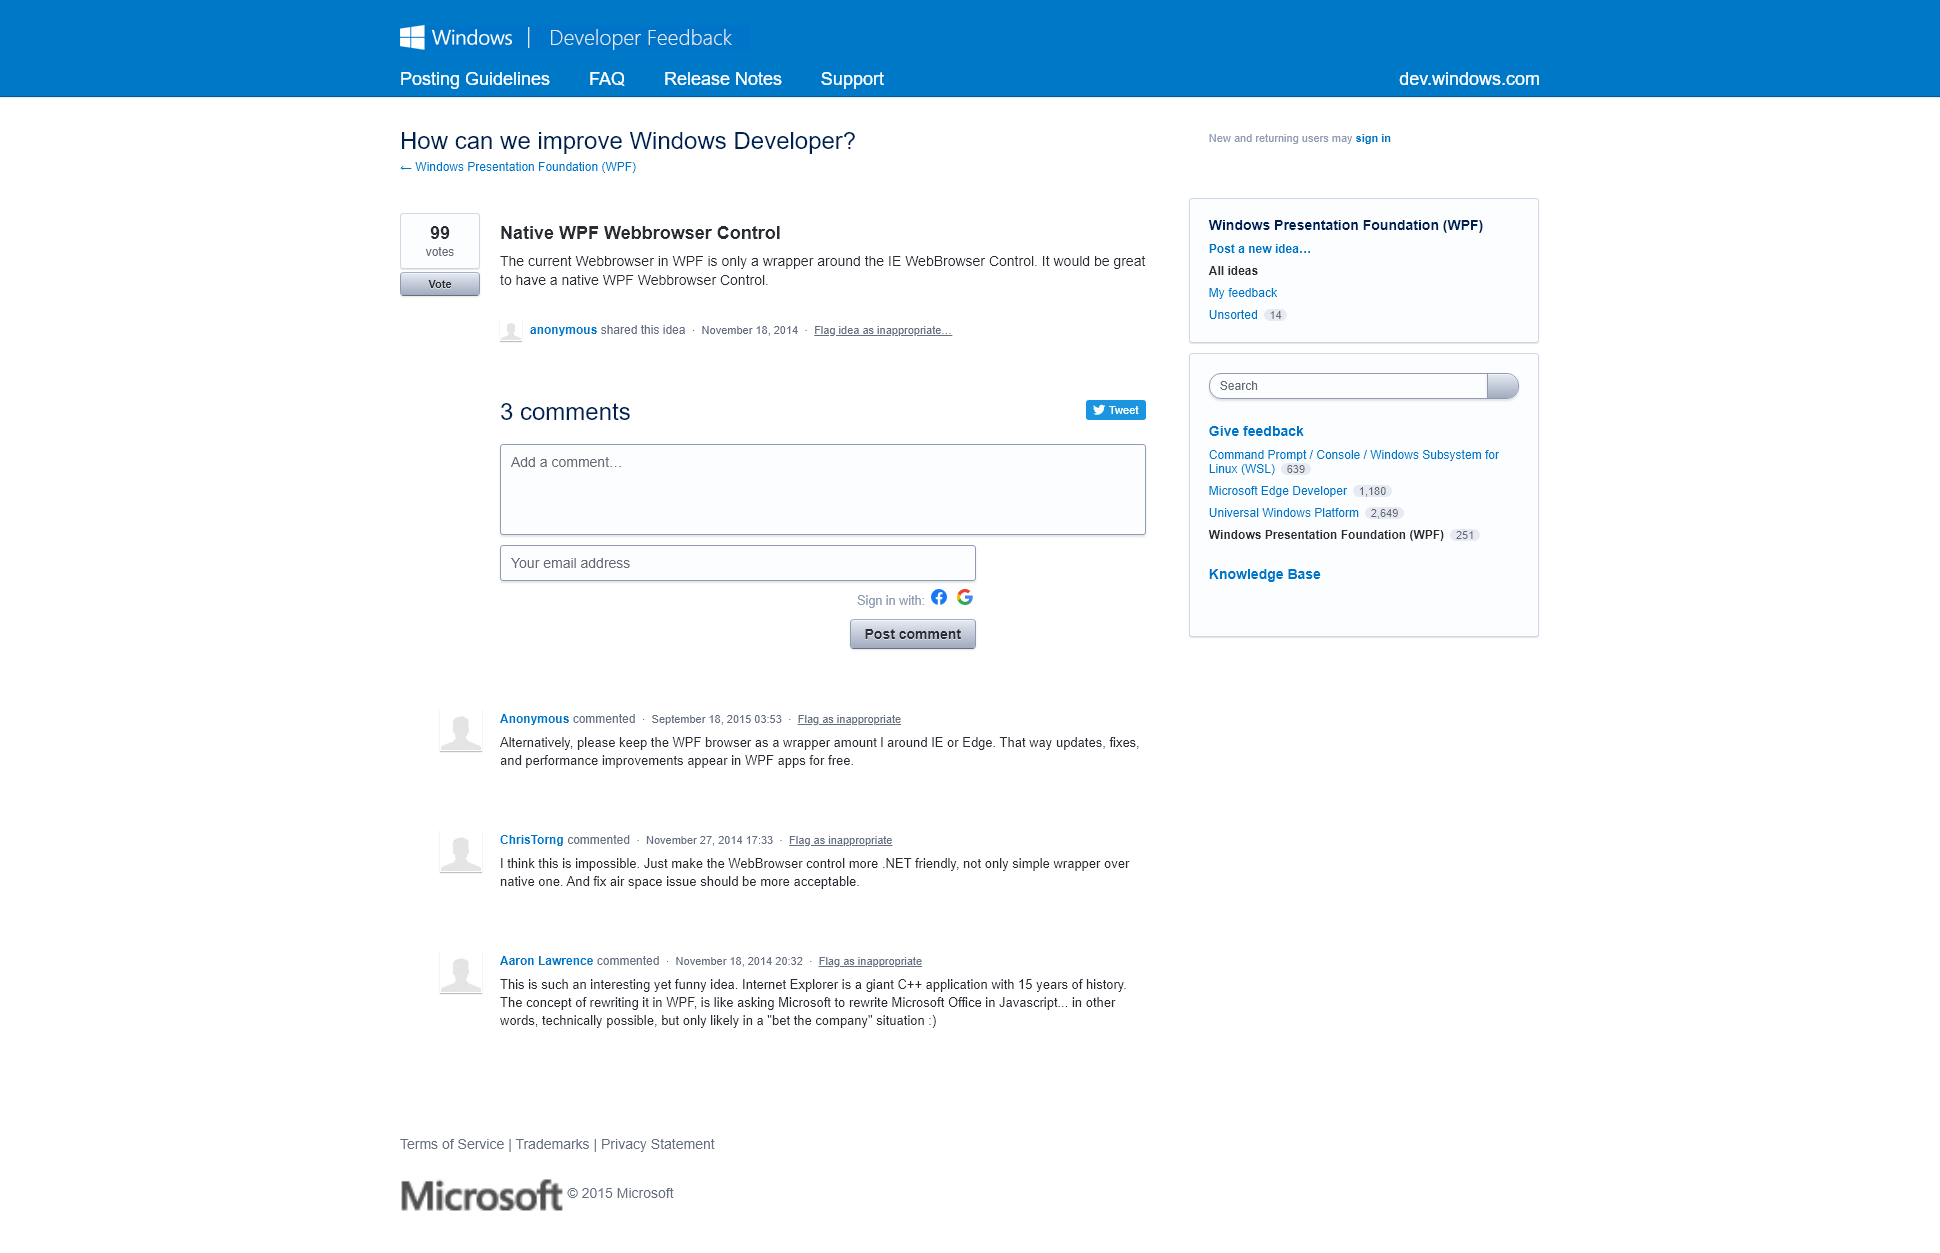 Windows | Developer Feedback
Posting Guidelines FAQ Release Notes Support dev.windows.com
How can we improve Windows Developer?
← Windows Presentation Foundation (WPF)
New and returning users may sign in
99
votes
Vote
Native WPF Webbrowser Control
The current Webbrowser in WPF is only a wrapper around the IE WebBrowser Control. It would be great
to have a native WPF Webbrowser Control.
anonymous shared this idea · November 18, 2014 · Flag idea as inappropriate…
3 comments
Tweet
Add a comment…
Your email address
Sign in with:
Post comment
Anonymous commented · September 18, 2015 03:53 · Flag as inappropriate
Alternatively, please keep the WPF browser as a wrapper amount I around IE or Edge. That way updates, fixes,
and performance improvements appear in WPF apps for free.
ChrisTorng commented · November 27, 2014 17:33 · Flag as inappropriate
I think this is impossible. Just make the WebBrowser control more .NET friendly, not only simple wrapper over
native one. And fix air space issue should be more acceptable.
Aaron Lawrence commented · November 18, 2014 20:32 · Flag as inappropriate
This is such an interesting yet funny idea. Internet Explorer is a giant C++ application with 15 years of history.
The concept of rewriting it in WPF, is like asking Microsoft to rewrite Microsoft Office in Javascript... in other
words, technically possible, but only likely in a "bet the company" situation :)
Windows Presentation Foundation (WPF)
Post a new idea…
All ideas
My feedback
Unsorted 14
Search
Give feedback
Command Prompt / Console / Windows Subsystem for
Linux (WSL) 639
Microsoft Edge Developer 1,180
Universal Windows Platform 2,649
Windows Presentation Foundation (WPF) 251
Knowledge Base
Terms of Service | Trademarks | Privacy Statement
Microsoft © 2015 Microsoft